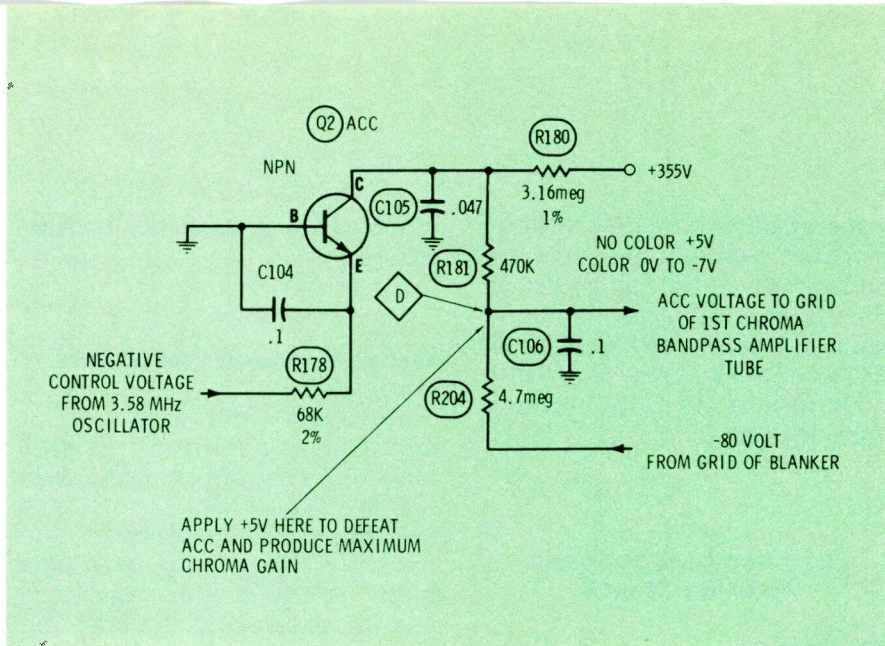 Q2 ACC
NPN
R180
+355V
3.16meg
1%
C
B
E
C105
.047
R181
470K
NO COLOR +5V
COLOR 0V TO -7V
C104
.1
D
ACC VOLTAGE TO GRID
OF 1ST CHROMA
BANDPASS AMPLIFIER
TUBE
C106
.1
NEGATIVE
CONTROL VOLTAGE
FROM 3.58 MHz
OSCILLATOR
R178
68K
2%
R204
4.7meg
-80 VOLT
FROM GRID OF BLANKER
APPLY +5V HERE TO DEFEAT
ACC AND PRODUCE MAXIMUM
CHROMA GAIN